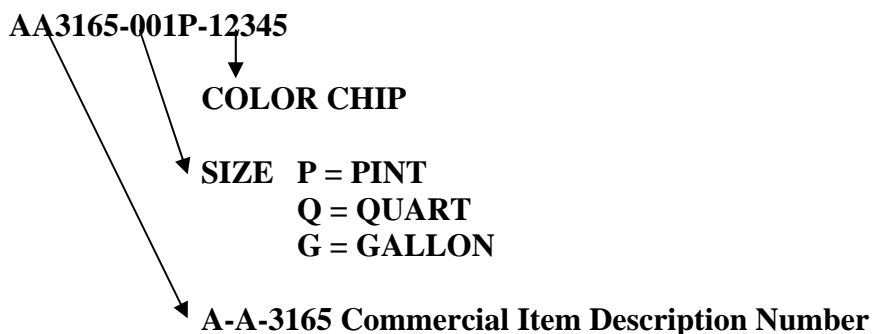 AA3165-001P-12345
COLOR CHIP
SIZE P = PINT
Q = QUART
G = GALLON
A-A-3165 Commercial Item Description Number